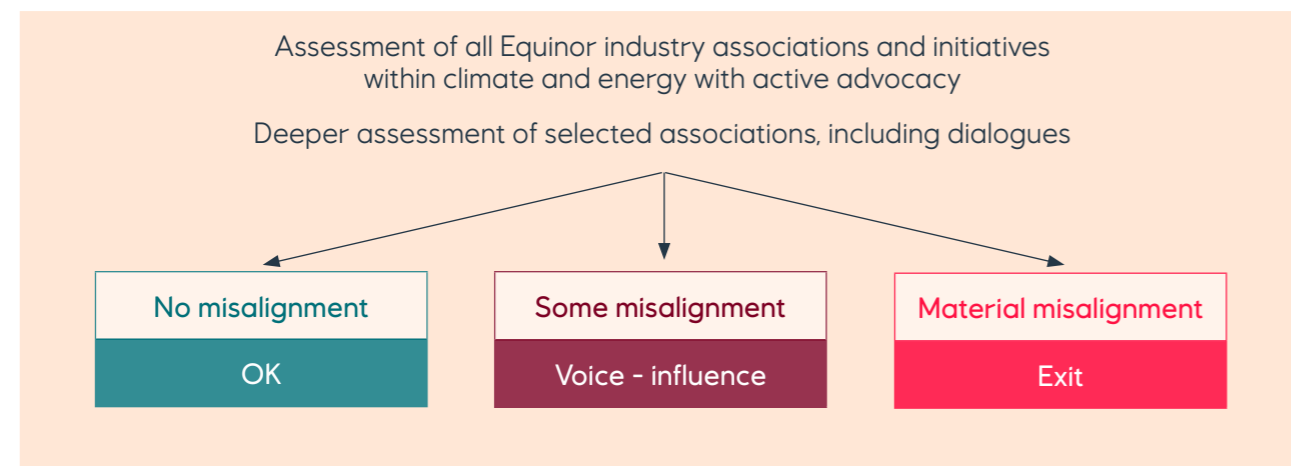 Assessment of all Equinor industry associations and initiatives
within climate and energy with active advocacy
Deeper assessment of selected associations, including dialogues
No misalignment
OK
Some misalignment
Voice - influence
Material misalignment
Exit